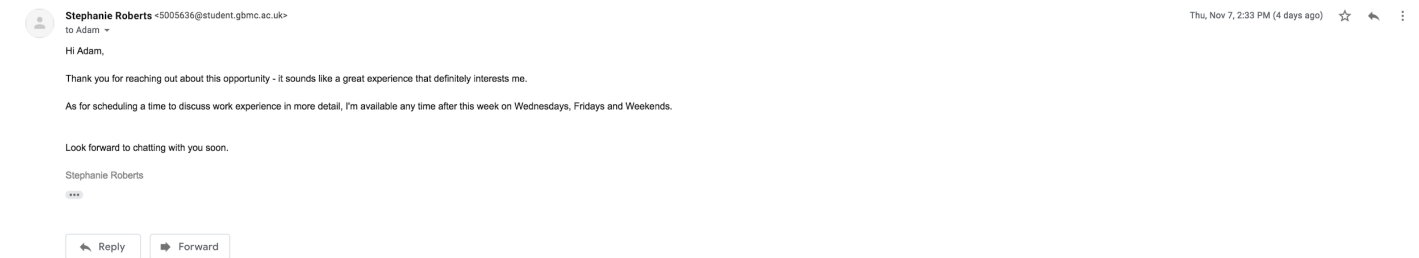 Stephanie Roberts <5005636@student.gbmc.ac.uk> Thu, Nov 7, 2:33 PM (4 days ago)
to Adam
Hi Adam,
Thank you for reaching out about this opportunity - it sounds like a great experience that definitely interests me.
As for scheduling a time to discuss work experience in more detail, I'm available any time after this week on Wednesdays, Fridays and Weekends.
Look forward to chatting with you soon.
Stephanie Roberts
Reply Forward